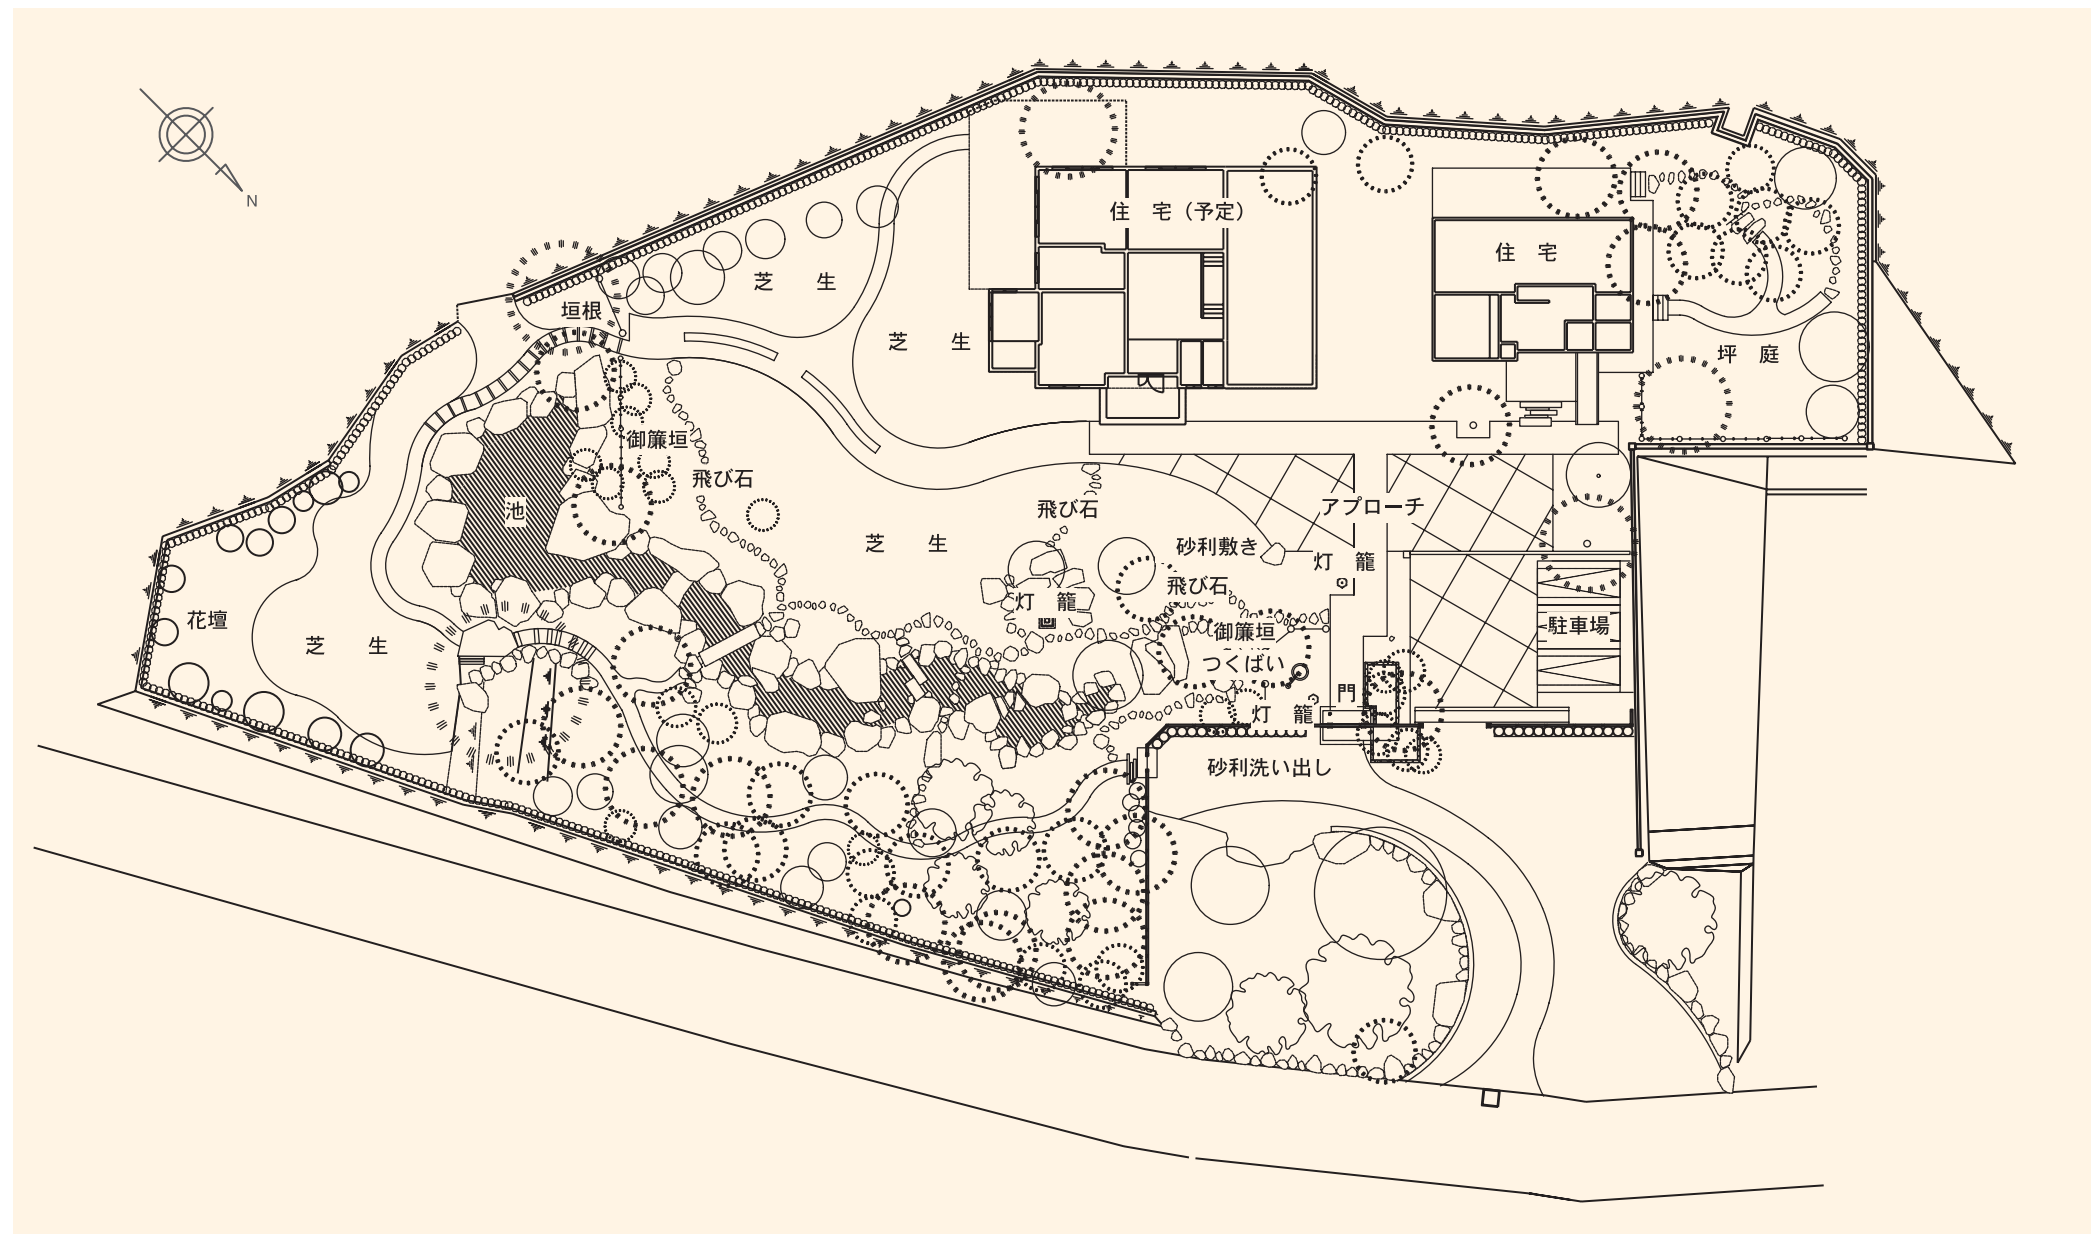 N
住　宅（予定）
住　宅
芝　生
垣根
芝　生
坪　庭
御簾垣
飛び石
池
飛び石
アプローチ
芝　生
砂利敷き
灯　籠
飛び石
灯　籠
花壇
御簾垣
駐車場
芝　生
つくばい
門
灯　籠
砂利洗い出し